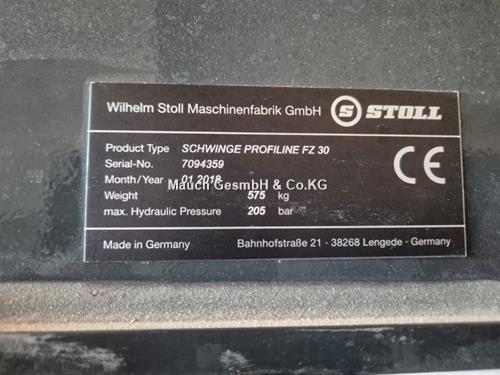 Wilhelm Stoll Maschinenfabrik GmbH S STOLL
Product Type SCHWINGE PROFILINE FZ 30
Serial-No. 7094359
Month/Year 01.2018
Mauch GesmbH & Co.KG
Weight 575 kg
max. Hydraulic Pressure 205 bar
CE
Made in Germany Bahnhofstraße 21 · 38268 Lengede - Germany